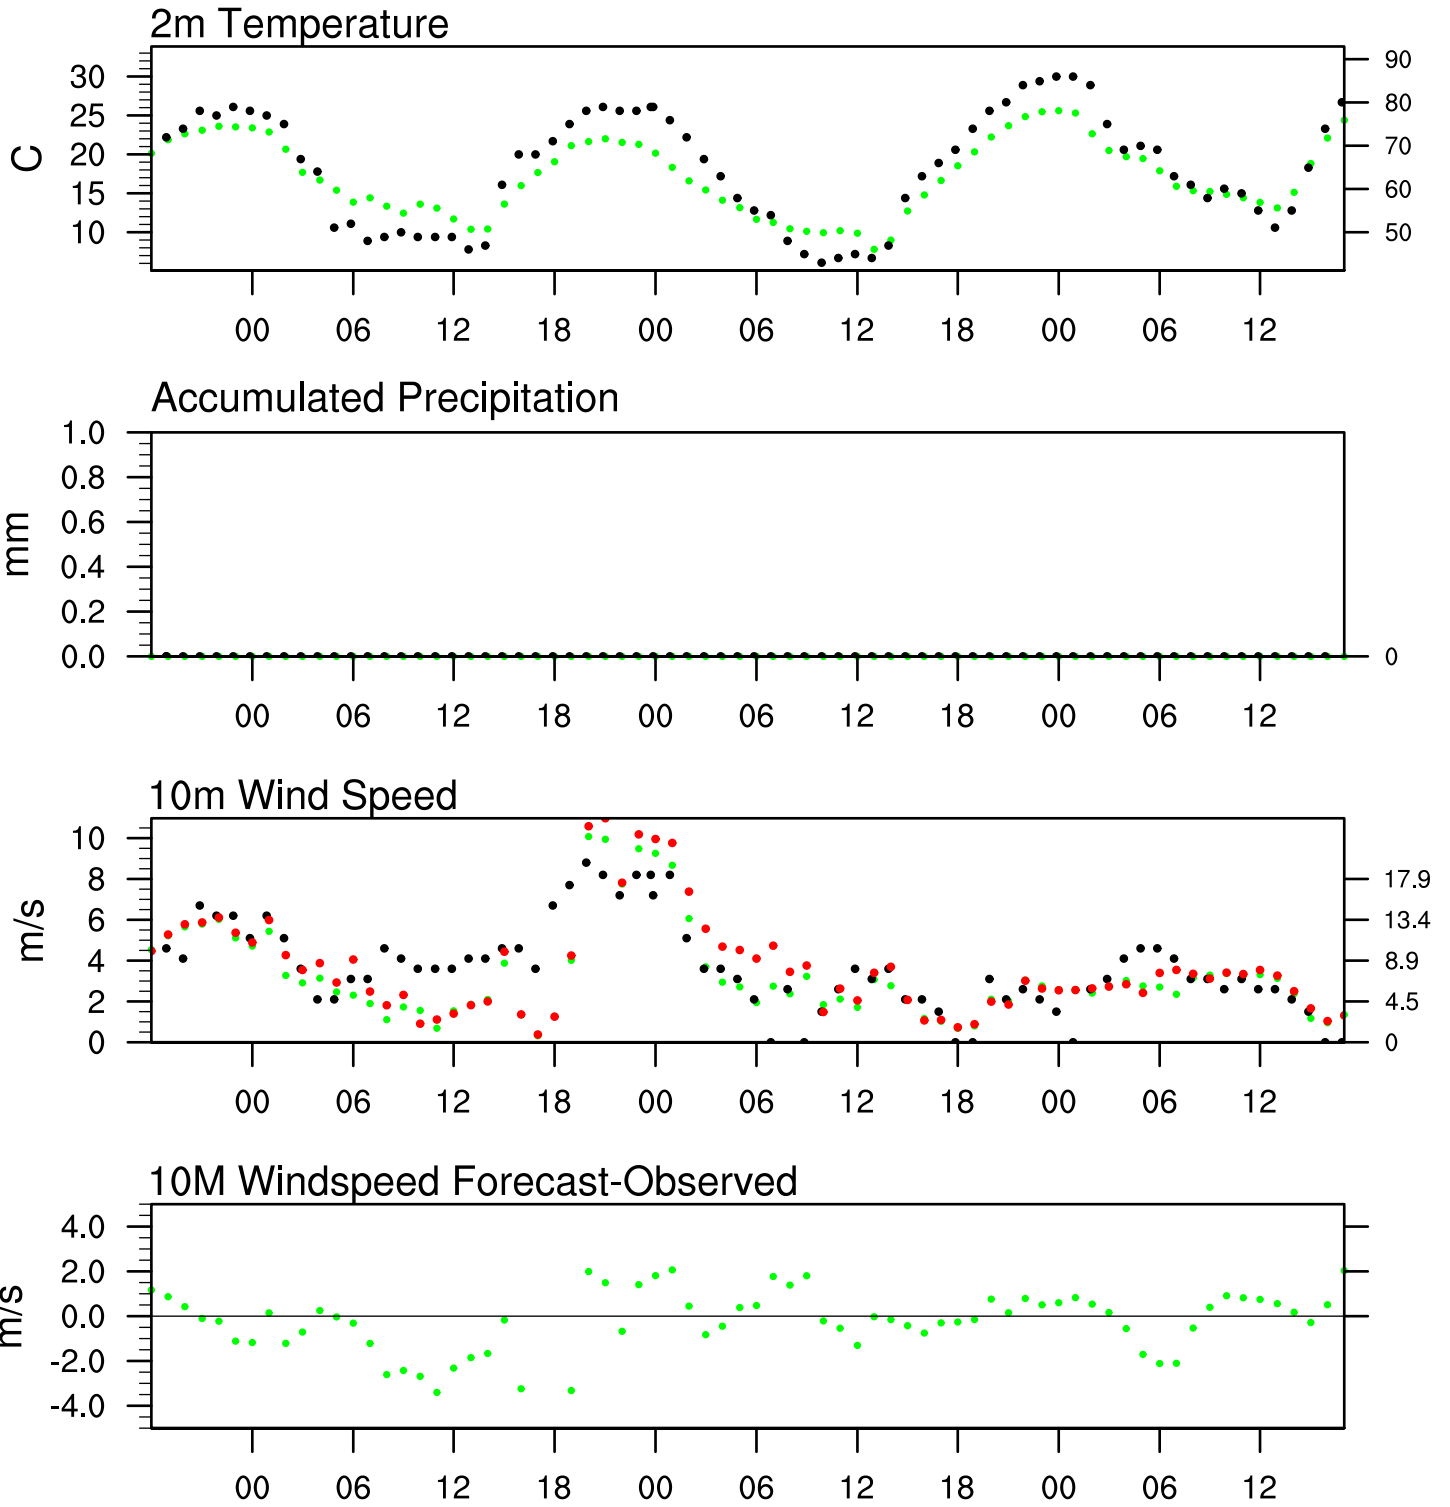 2m Temperature
30
25
20
15
10
C
90
80
70
60
50
00 06 12 18 00 06 12 18 00 06 12
Accumulated Precipitation
1.0
0.8
0.6
0.4
0.2
0.0
mm
0
00 06 12 18 00 06 12 18 00 06 12
10m Wind Speed
10
8
6
4
2
0
m/s
17.9
13.4
8.9
4.5
0
00 06 12 18 00 06 12 18 00 06 12
10M Windspeed Forecast-Observed
4.0
2.0
0.0
-2.0
-4.0
m/s
00 06 12 18 00 06 12 18 00 06 12